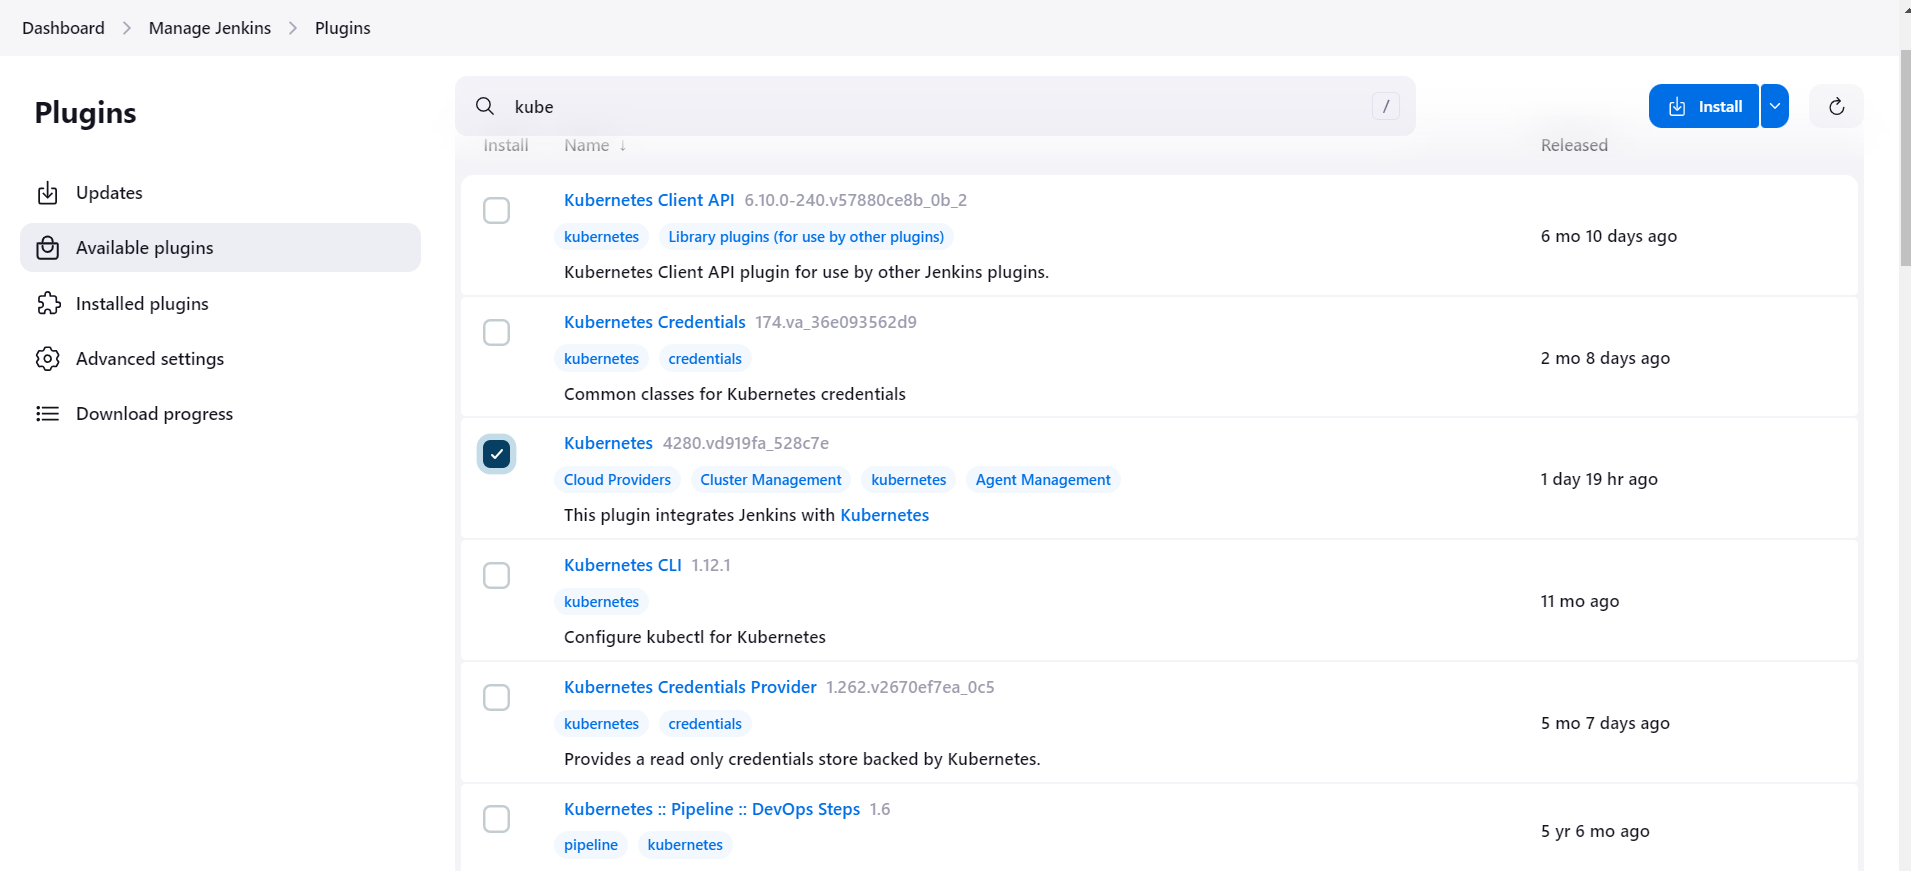 Dashboard > Manage Jenkins > Plugins
Plugins
Updates
Available plugins
Installed plugins
Advanced settings
Download progress
kube /
Install
Install Name ↓ Released
Kubernetes Client API 6.10.0-240.v57880ce8b_0b_2
kubernetes Library plugins (for use by other plugins)
Kubernetes Client API plugin for use by other Jenkins plugins.
6 mo 10 days ago
Kubernetes Credentials 174.va_36e093562d9
kubernetes credentials
Common classes for Kubernetes credentials
2 mo 8 days ago
Kubernetes 4280.vd919fa_528c7e
Cloud Providers Cluster Management kubernetes Agent Management
This plugin integrates Jenkins with Kubernetes
1 day 19 hr ago
Kubernetes CLI 1.12.1
kubernetes
Configure kubectl for Kubernetes
11 mo ago
Kubernetes Credentials Provider 1.262.v2670ef7ea_0c5
kubernetes credentials
Provides a read only credentials store backed by Kubernetes.
5 mo 7 days ago
Kubernetes :: Pipeline :: DevOps Steps 1.6
pipeline kubernetes
5 yr 6 mo ago